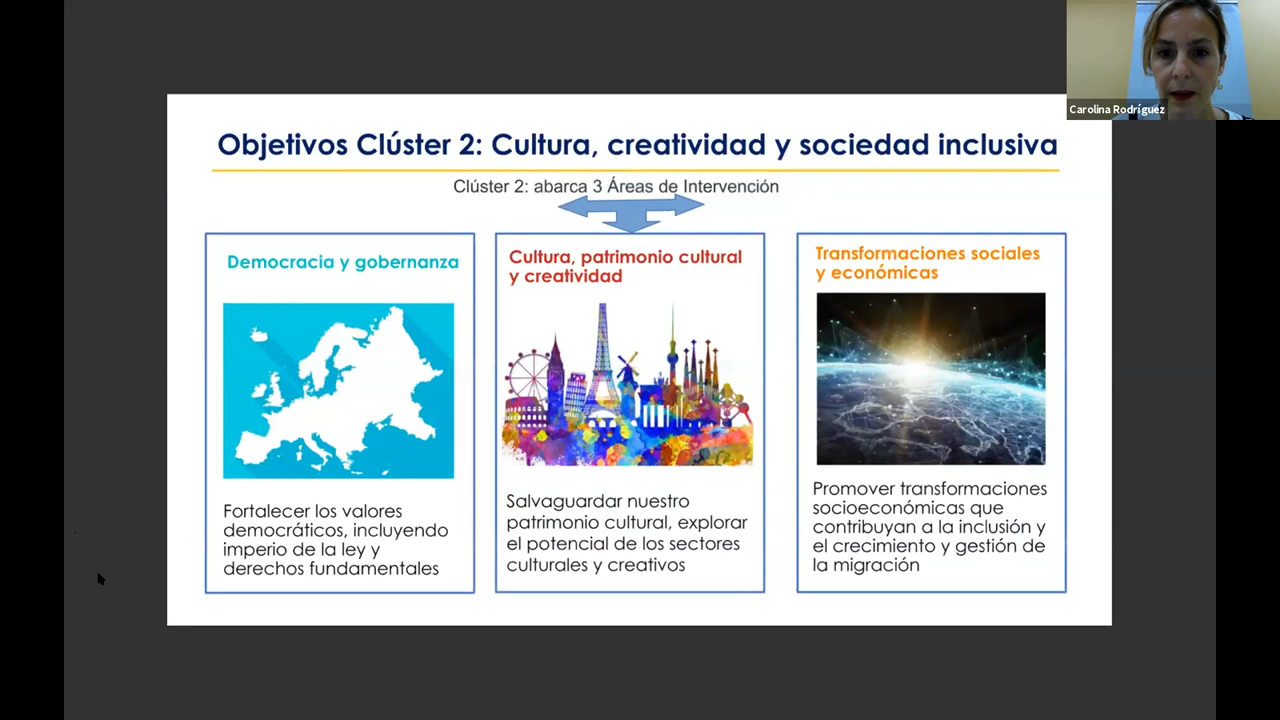 Carolina Rodríguez
Objetivos Clúster 2: Cultura, creatividad y sociedad inclusiva
Clúster 2: abarca 3 Áreas de Intervención
Democracia y gobernanza
Fortalecer los valores
democráticos, incluyendo
imperio de la ley y
derechos fundamentales
Cultura, patrimonio cultural
y creatividad
Salvaguardar nuestro
patrimonio cultural, explorar
el potencial de los sectores
culturales y creativos
Transformaciones sociales
y económicas
Promover transformaciones
socioeconómicas que
contribuyan a la inclusión y
el crecimiento y gestión de
la migración